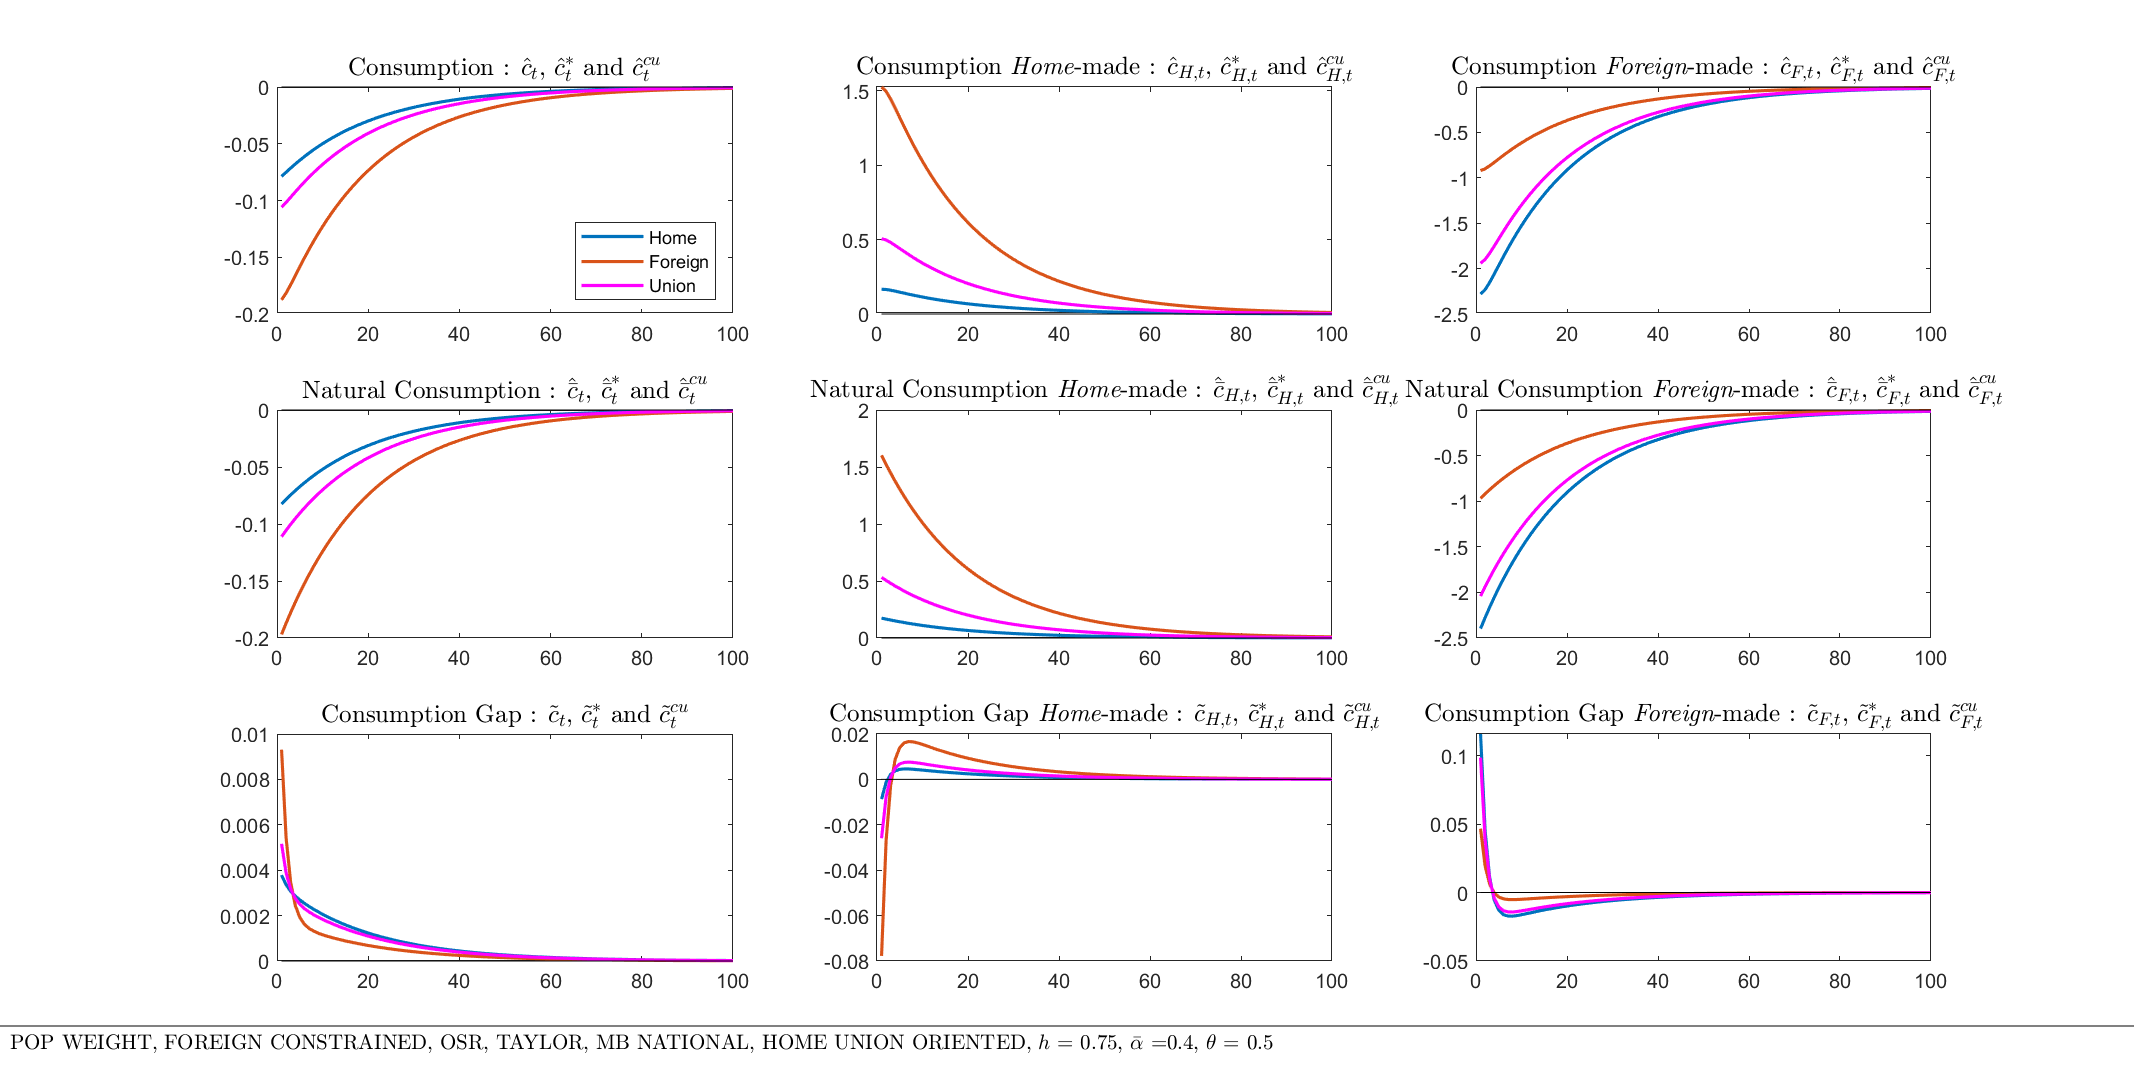 Consumption : ĉ_t, ĉ*_t and ĉ^cu_t
0
-0.05
-0.1
-0.15
-0.2
0 20 40 60 80 100
Home
Foreign
Union
Consumption Home-made : ĉ_H,t, ĉ*_H,t and ĉ^cu_H,t
1.5
1
0.5
0
0 20 40 60 80 100
Consumption Foreign-made : ĉ_F,t, ĉ*_F,t and ĉ^cu_F,t
0
-0.5
-1
-1.5
-2
-2.5
0 20 40 60 80 100
Natural Consumption : c̄̂_t, c̄̂*_t and c̄̂^cu_t
0
-0.05
-0.1
-0.15
-0.2
0 20 40 60 80 100
Natural Consumption Home-made : c̄̂_H,t, c̄̂*_H,t and c̄̂^cu_H,t
2
1.5
1
0.5
0
0 20 40 60 80 100
Natural Consumption Foreign-made : c̄̂_F,t, c̄̂*_F,t and c̄̂^cu_F,t
0
-0.5
-1
-1.5
-2
-2.5
0 20 40 60 80 100
Consumption Gap : c̃_t, c̃*_t and c̃^cu_t
0.01
0.008
0.006
0.004
0.002
0
0 20 40 60 80 100
Consumption Gap Home-made : c̃_H,t, c̃*_H,t and c̃^cu_H,t
0.02
0
-0.02
-0.04
-0.06
-0.08
0 20 40 60 80 100
Consumption Gap Foreign-made : c̃_F,t, c̃*_F,t and c̃^cu_F,t
0.1
0.05
0
-0.05
0 20 40 60 80 100
POP WEIGHT, FOREIGN CONSTRAINED, OSR, TAYLOR, MB NATIONAL, HOME UNION ORIENTED, h = 0.75, ᾱ =0.4, θ = 0.5